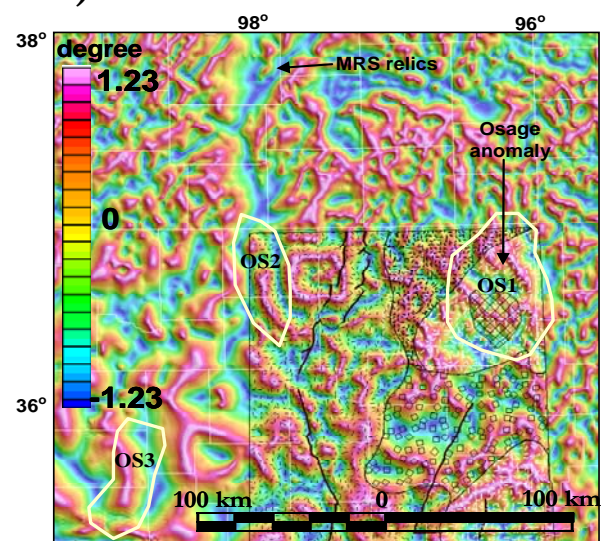 )
98° 96°
38°
degree
1.23
MRS relics
Osage
anomaly
0
OS2
OS1
-1.23
36°
OS3
100 km 0 100 km